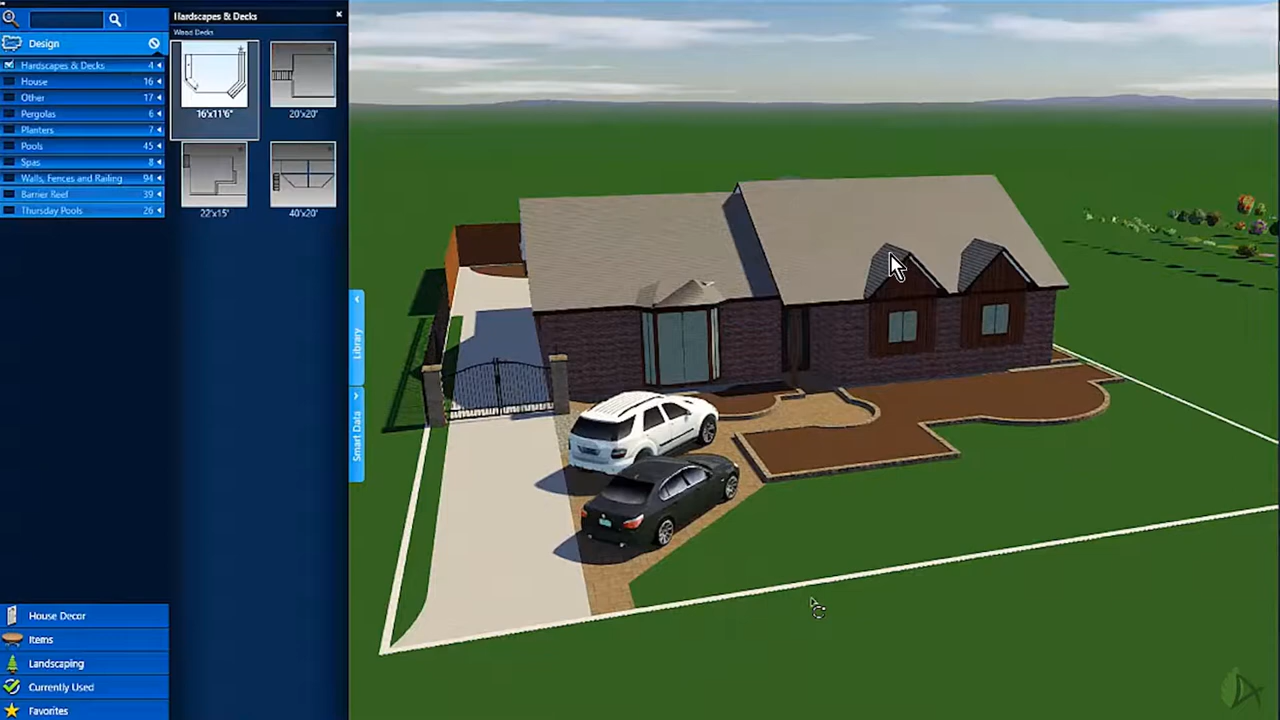 Hardscapes & Decks
Wood Decks
Design
Hardscapes & Decks 4
House 16
Other 17
Pergolas 6
Planters 7
Pools 45
Spas 8
Walls, Fences and Railing 94
Barrier Reef 39
Thursday Pools 26
16'x11'6"
20'x20'
22'x15'
40'x20'
Library
Smart Data
House Decor
Items
Landscaping
Currently Used
Favorites